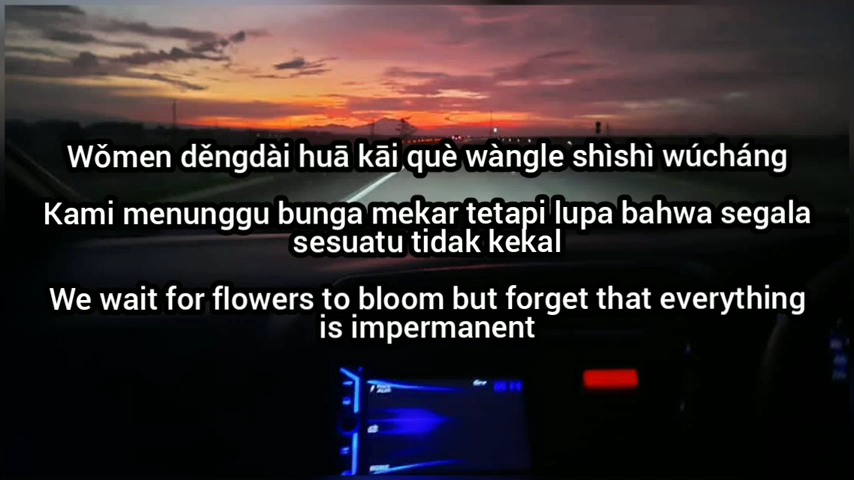 Wǒmen děngdài huā kāi què wàngle shìshì wúcháng
Kami menunggu bunga mekar tetapi lupa bahwa segala
sesuatu tidak kekal
We wait for flowers to bloom but forget that everything
is impermanent